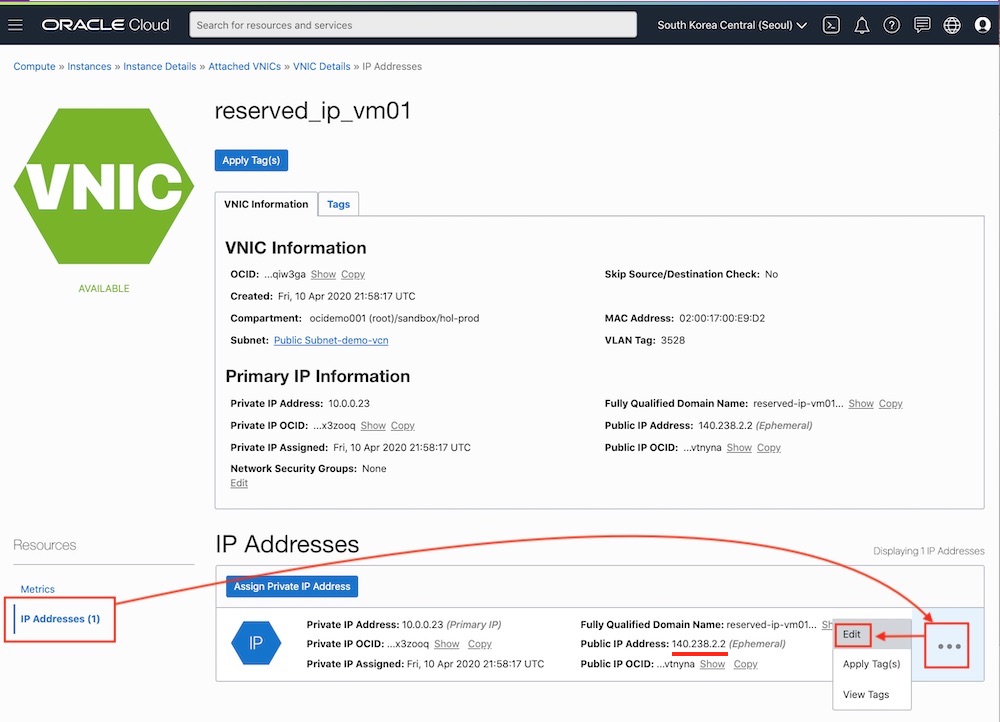 ORACLE Cloud
Search for resources and services
South Korea Central (Seoul)
Compute » Instances » Instance Details » Attached VNICs » VNIC Details » IP Addresses
VNIC
AVAILABLE
reserved_ip_vm01
Apply Tag(s)
VNIC Information
Tags
VNIC Information
OCID: ...qiw3ga Show Copy
Skip Source/Destination Check: No
Created: Fri, 10 Apr 2020 21:58:17 UTC
Compartment: ocidemo001 (root)/sandbox/hol-prod
MAC Address: 02:00:17:00:E9:D2
Subnet: Public Subnet-demo-vcn
VLAN Tag: 3528
Primary IP Information
Private IP Address: 10.0.0.23
Fully Qualified Domain Name: reserved-ip-vm01... Show Copy
Private IP OCID: ...x3zooq Show Copy
Public IP Address: 140.238.2.2 (Ephemeral)
Private IP Assigned: Fri, 10 Apr 2020 21:58:17 UTC
Public IP OCID: ...vtnyna Show Copy
Network Security Groups: None
Edit
Resources
Metrics
IP Addresses (1)
IP Addresses
Displaying 1 IP Addresses
Assign Private IP Address
IP
Private IP Address: 10.0.0.23 (Primary IP)
Fully Qualified Domain Name: reserved-ip-vm01...
Private IP OCID: ...x3zooq Show Copy
Public IP Address: 140.238.2.2 (Ephemeral)
Private IP Assigned: Fri, 10 Apr 2020 21:58:17 UTC
Public IP OCID: ...vtnyna Show Copy
Edit
Apply Tag(s)
View Tags